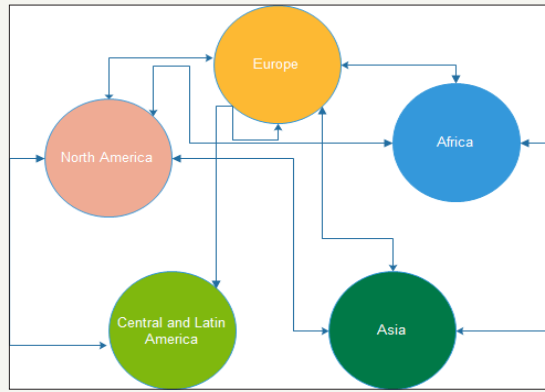 Europe
Africa
North America
Central and Latin
America
Asia